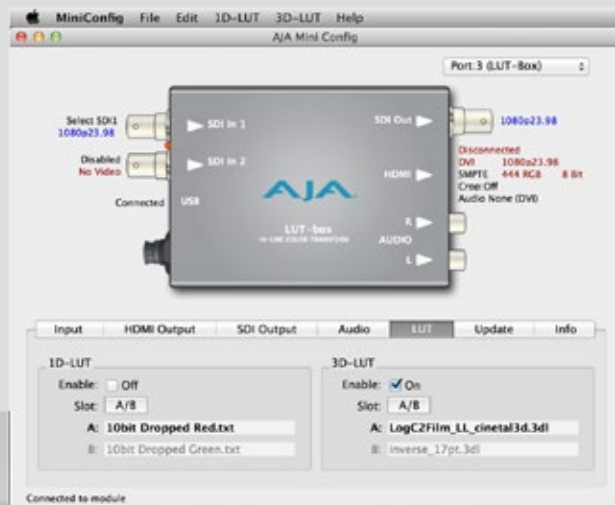 MiniConfig File Edit 1D-LUT 3D-LUT Help
AJA Mini Config
Port:3 (LUT-Box)
Select SDI1
1080p23.98
SDI In 1
SDI Out
1080p23.98
Disabled
No Video
SDI In 2
Disconnected
DVI 1080p23.98
SMPTE 444 RGB 8 Bit
Crop:Off
Audio None (DVI)
HDMI
Connected
USB
AJA
LUT-box
IN-LINE COLOR TRANSFORM
R
AUDIO
L
Input HDMI Output SDI Output Audio LUT Update Info
1D-LUT
Enable: Off
Slot: A/B
A: 10bit Dropped Red.txt
B: 10bit Dropped Green.txt
3D-LUT
Enable: On
Slot: A/B
A: LogC2Film_LL_cinetal3d.3dl
B: inverse_17pt.3dl
Connected to module